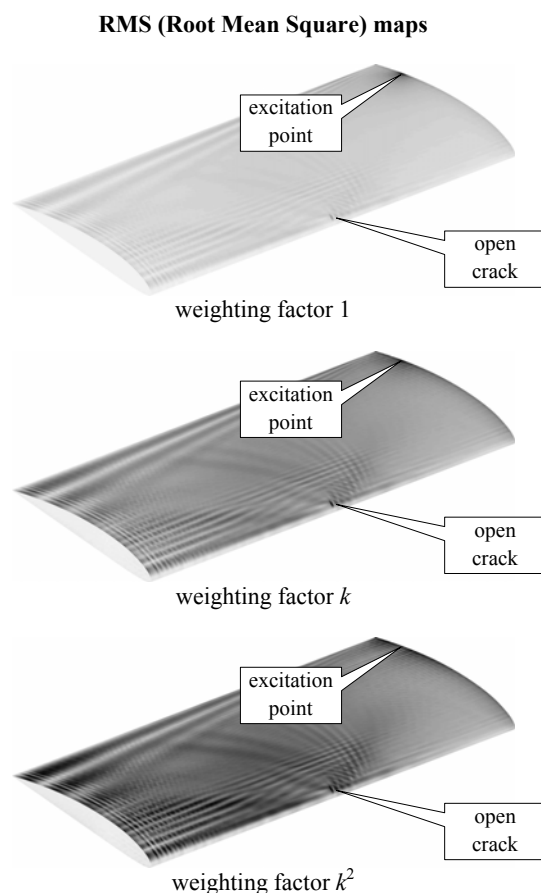 RMS (Root Mean Square) maps
excitation
point
open
crack
weighting factor 1
excitation
point
open
crack
weighting factor k
excitation
point
open
crack
weighting factor k²